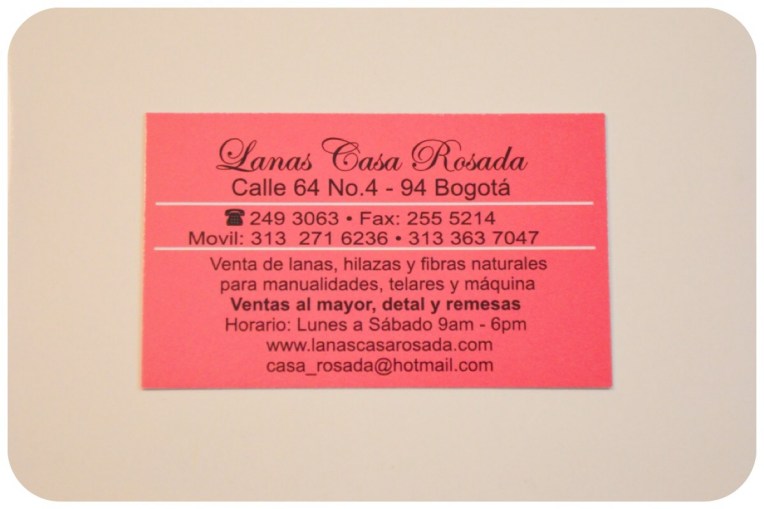 Lanas Casa Rosada
Calle 64 No.4 - 94 Bogotá
☎ 249 3063 • Fax: 255 5214
Movil: 313 271 6236 • 313 363 7047
Venta de lanas, hilazas y fibras naturales
para manualidades, telares y máquina
Ventas al mayor, detal y remesas
Horario: Lunes a Sábado 9am - 6pm
www.lanascasarosada.com
casa_rosada@hotmail.com